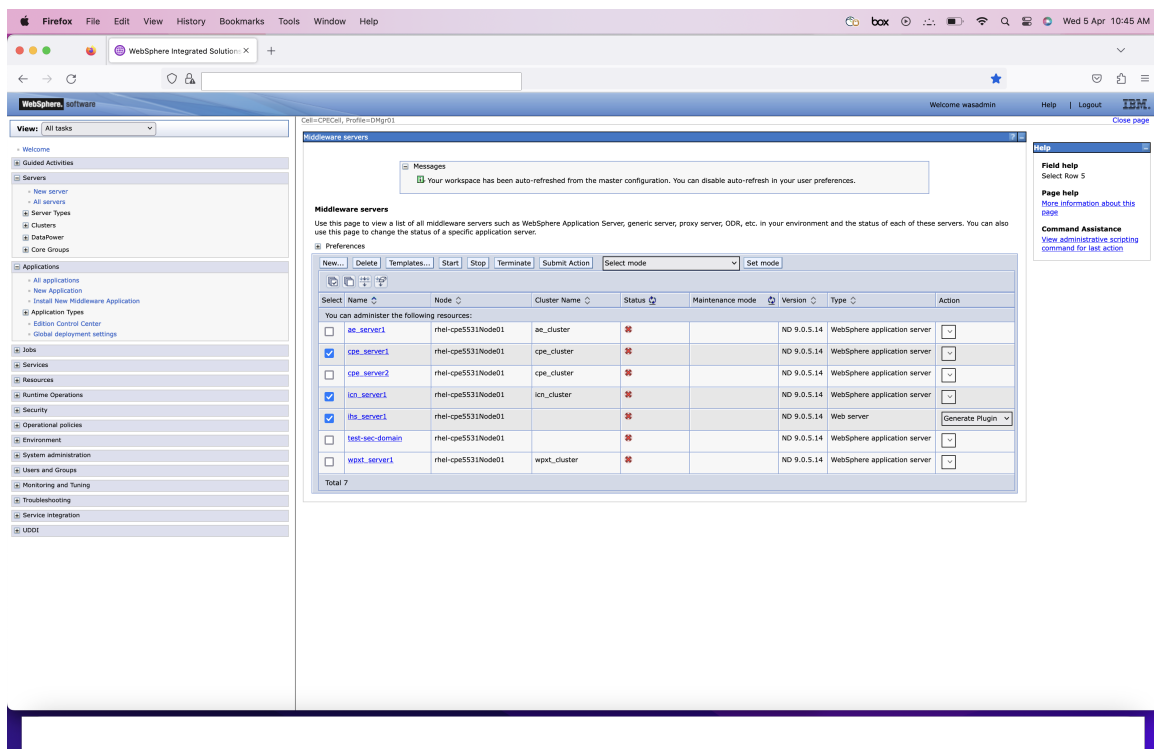 Firefox File Edit View History Bookmarks Tools Window Help box Wed 5 Apr 10:45 AM
WebSphere Integrated Solutions
WebSphere. software Welcome wasadmin Help | Logout IBM.
View: All tasks
Cell=CPECell, Profile=DMgr01 Close page
Welcome
Guided Activities
Servers
New server
All servers
Server Types
Clusters
DataPower
Core Groups
Applications
All applications
New Application
Install New Middleware Application
Application Types
Edition Control Center
Global deployment settings
Jobs
Services
Resources
Runtime Operations
Security
Operational policies
Environment
System administration
Users and Groups
Monitoring and Tuning
Troubleshooting
Service integration
UDDI
Middleware servers
Messages
Your workspace has been auto-refreshed from the master configuration. You can disable auto-refresh in your user preferences.
Middleware servers
Use this page to view a list of all middleware servers such as WebSphere Application Server, generic server, proxy server, ODR, etc. in your environment and the status of each of these servers. You can also
use this page to change the status of a specific application server.
Preferences
New... Delete Templates... Start Stop Terminate Submit Action Select mode Set mode
Select Name Node Cluster Name Status Maintenance mode Version Type Action
You can administer the following resources:
ae_server1 rhel-cpe5531Node01 ae_cluster ND 9.0.5.14 WebSphere application server
cpe_server1 rhel-cpe5531Node01 cpe_cluster ND 9.0.5.14 WebSphere application server
cpe_server2 rhel-cpe5531Node01 cpe_cluster ND 9.0.5.14 WebSphere application server
icn_server1 rhel-cpe5531Node01 icn_cluster ND 9.0.5.14 WebSphere application server
ihs_server1 rhel-cpe5531Node01 ND 9.0.5.14 Web server Generate Plugin
test-sec-domain rhel-cpe5531Node01 ND 9.0.5.14 WebSphere application server
wpxt_server1 rhel-cpe5531Node01 wpxt_cluster ND 9.0.5.14 WebSphere application server
Total 7
Help
Field help
Select Row 5
Page help
More information about this
page
Command Assistance
View administrative scripting
command for last action